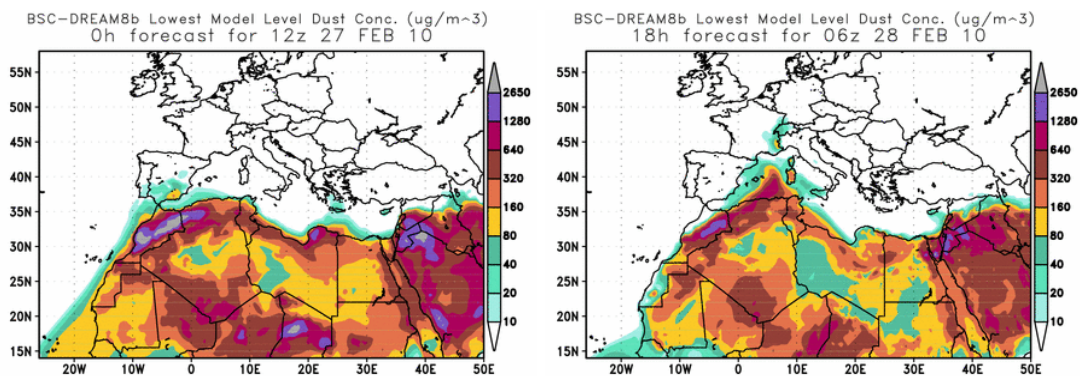 BSC-DREAM8b Lowest Model Level Dust Conc. (ug/m^3)
0h forecast for 12z 27 FEB 10
55N
50N
45N
40N
35N
30N
25N
20N
15N
20W
10W
0
10E
20E
30E
40E
50E
2650
1280
640
320
160
80
40
20
10
BSC-DREAM8b Lowest Model Level Dust Conc. (ug/m^3)
18h forecast for 06z 28 FEB 10
55N
50N
45N
40N
35N
30N
25N
20N
15N
20W
10W
0
10E
20E
30E
40E
50E
2650
1280
640
320
160
80
40
20
10